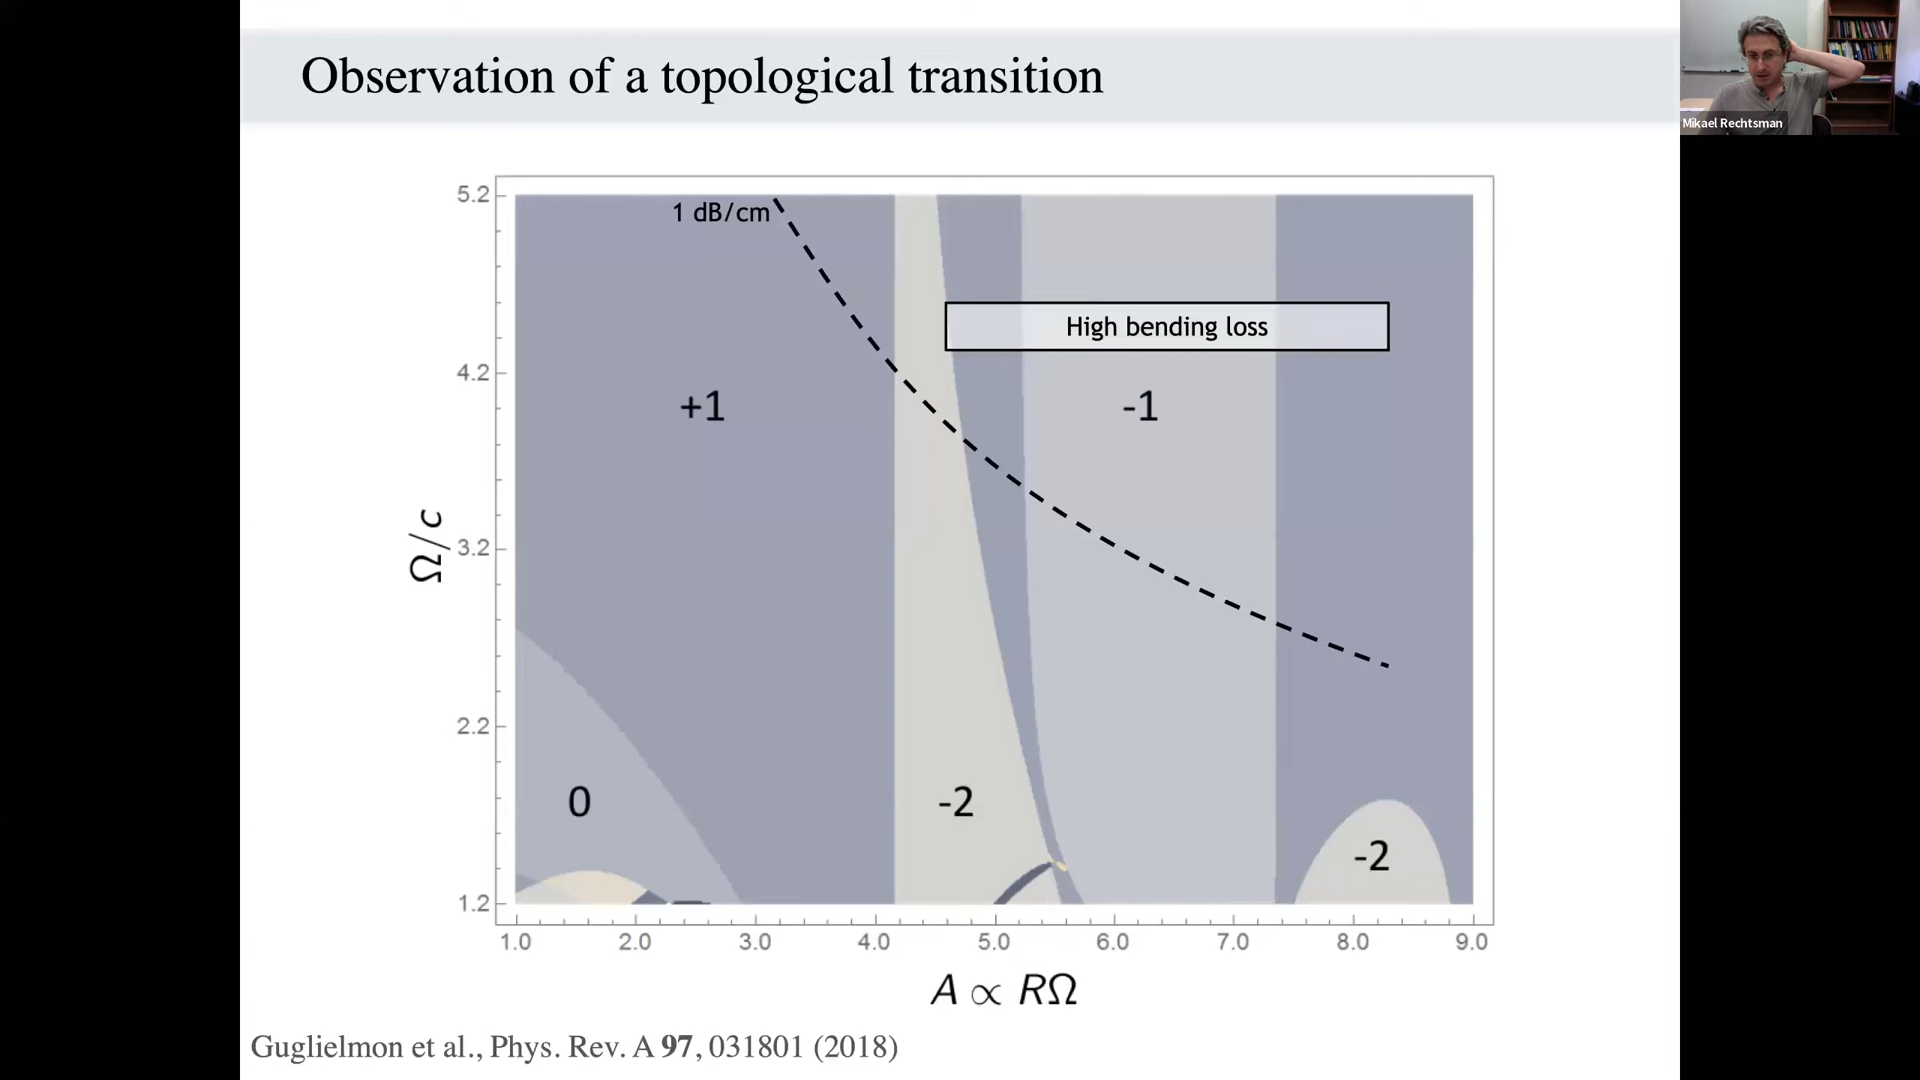 Observation of a topological transition
Mikael Rechtsman
5.2
1 dB/cm
High bending loss
4.2
+1
-1
Ω/c
3.2
2.2
0
-2
-2
1.2
1.0 2.0 3.0 4.0 5.0 6.0 7.0 8.0 9.0
A ∝ RΩ
Guglielmon et al., Phys. Rev. A 97, 031801 (2018)